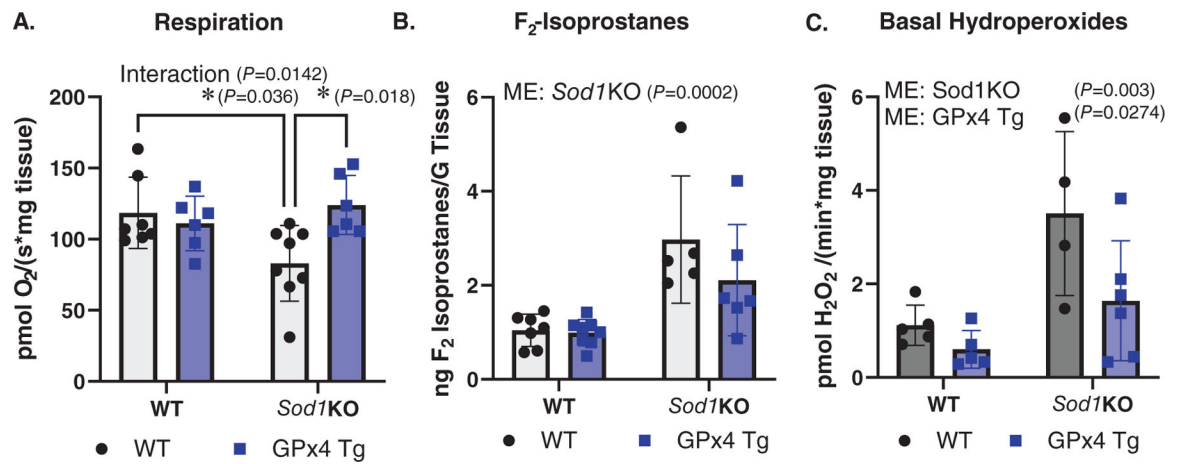 A.
Respiration
Interaction (P=0.0142)
*(P=0.036)
*(P=0.018)
pmol O₂/(s*mg tissue)
200
150
100
50
0
WT
Sod1KO
WT
GPx4 Tg
B.
F₂-Isoprostanes
ME: Sod1KO (P=0.0002)
ng F₂ Isoprostanes/G Tissue
6
4
2
0
WT
Sod1KO
WT
GPx4 Tg
C.
Basal Hydroperoxides
ME: Sod1KO (P=0.003)
ME: GPx4 Tg (P=0.0274)
pmol H₂O₂ /(min*mg tissue)
6
4
2
0
WT
Sod1KO
WT
GPx4 Tg